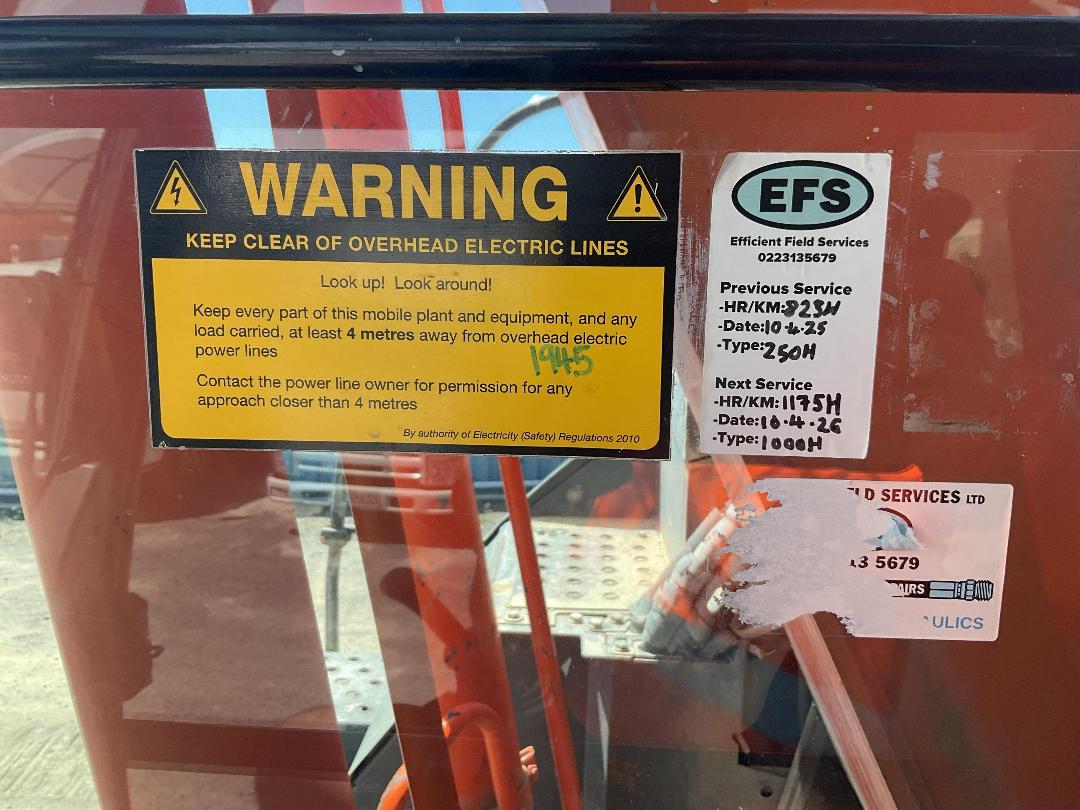 WARNING
KEEP CLEAR OF OVERHEAD ELECTRIC LINES
Look up! Look around!
Keep every part of this mobile plant and equipment, and any
load carried, at least 4 metres away from overhead electric
power lines
1945
Contact the power line owner for permission for any
approach closer than 4 metres
By authority of Electricity (Safety) Regulations 2010
EFS
Efficient Field Services
0223135679
Previous Service
-HR/KM:823H
-Date:10·4·25
-Type:250H
Next Service
-HR/KM:1175H
-Date:10·4·26
-Type:1000H
LD SERVICES LTD
13 5679
AIRS
ULICS